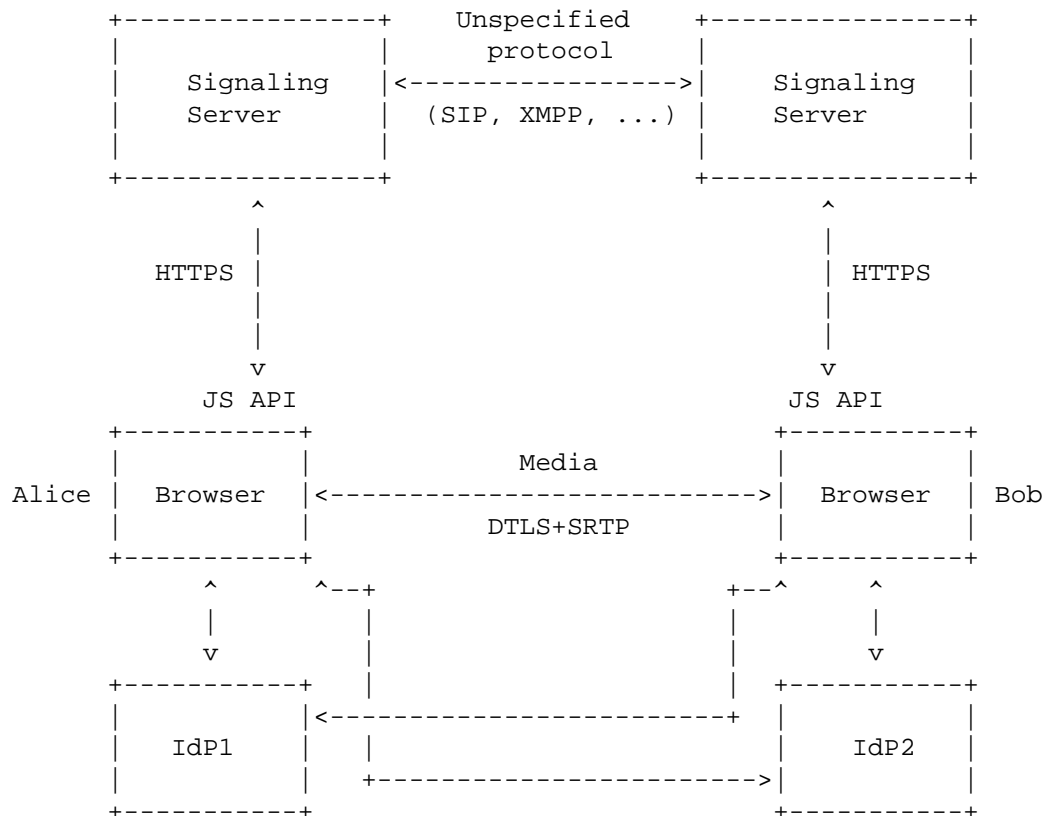 Unspecified
protocol
Signaling Signaling
Server Server
(SIP, XMPP, ...)
HTTPS HTTPS
JS API JS API
Media
Alice Browser Browser Bob
DTLS+SRTP
IdP1 IdP2